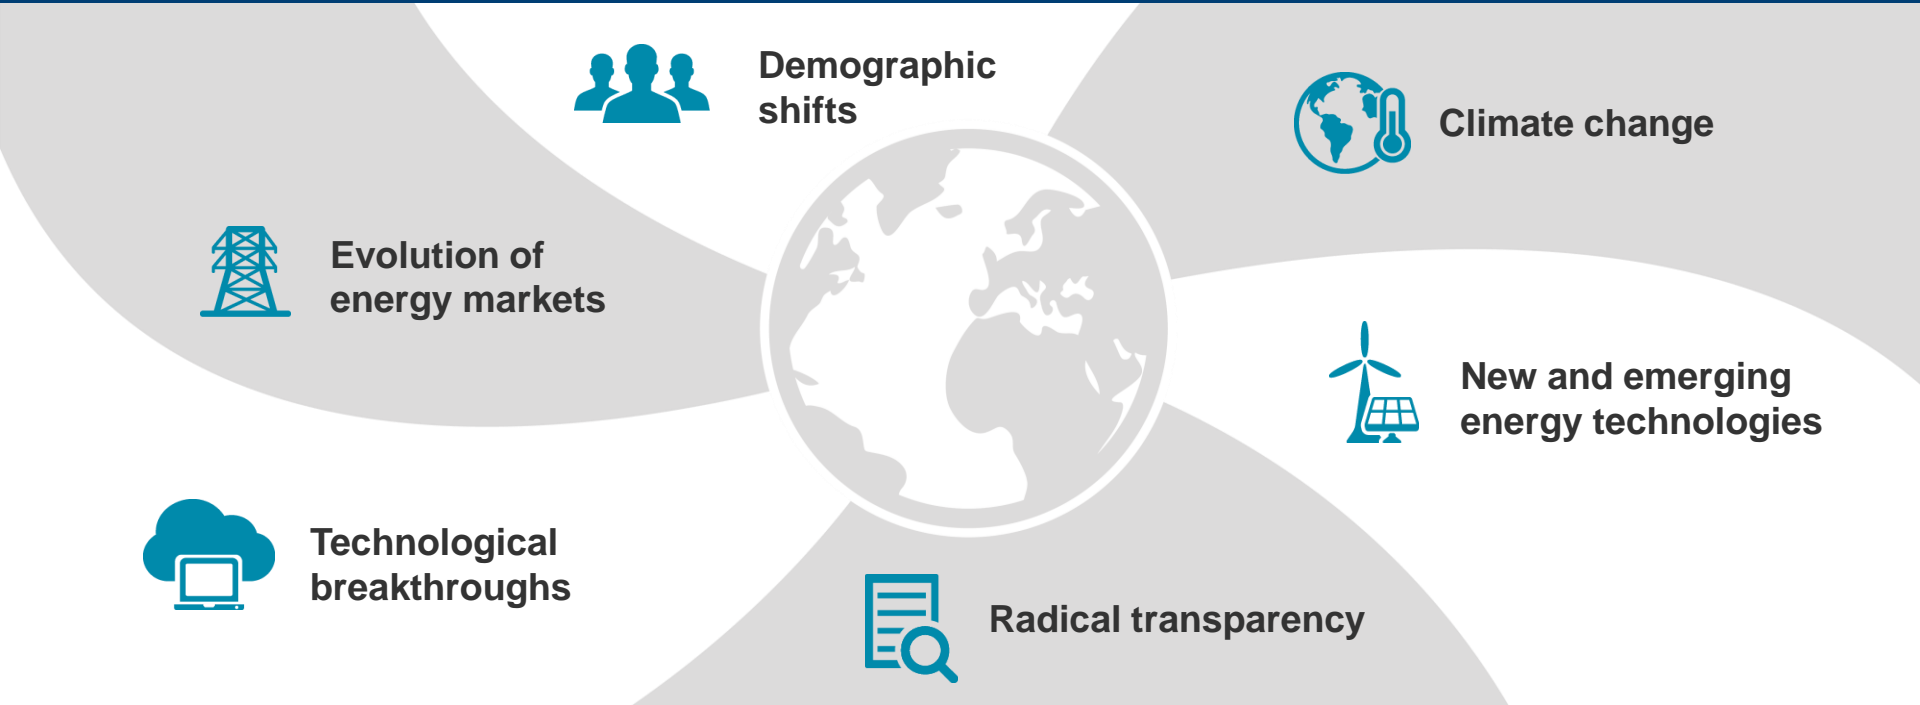 Demographic
shifts
Climate change
Evolution of
energy markets
New and emerging
energy technologies
Technological
breakthroughs
Radical transparency